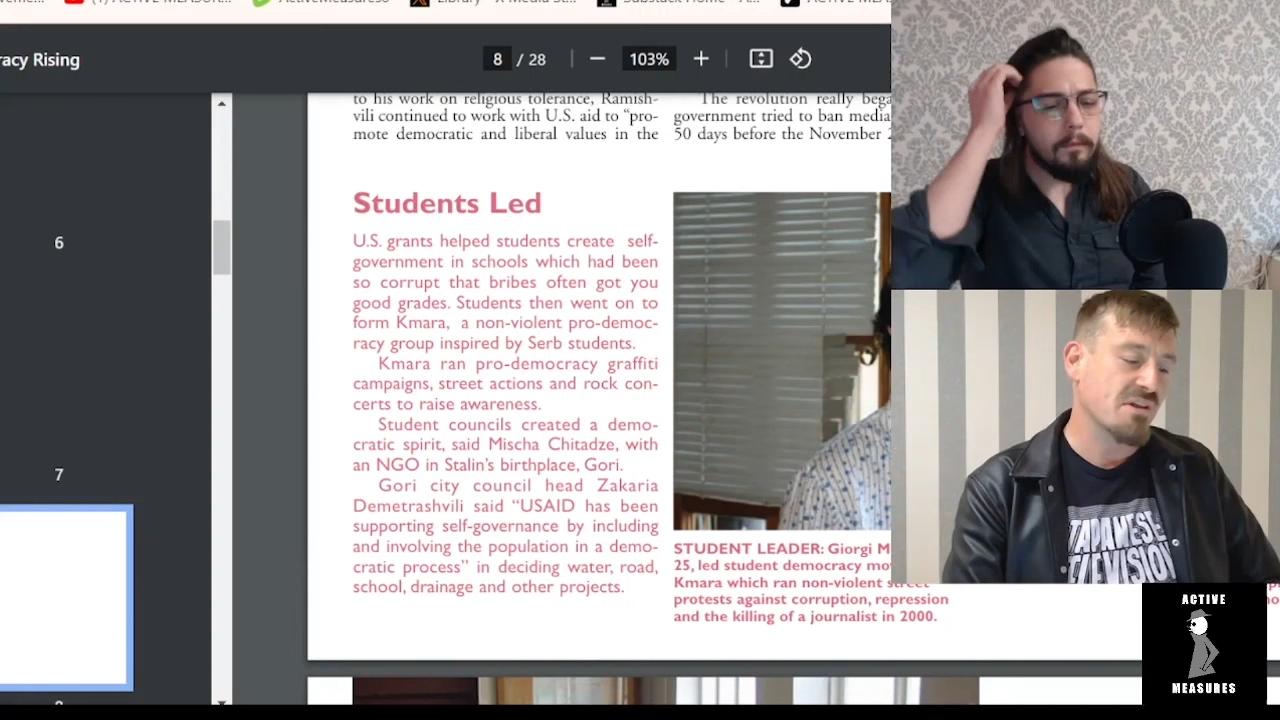 racy Rising
8 / 28
103%
6
7
to his work on religious tolerance, Ramish-
vili continued to work with U.S. aid to “pro-
mote democratic and liberal values in the
The revolution really bega
government tried to ban media
50 days before the November 2
Students Led
U.S. grants helped students create self-
government in schools which had been
so corrupt that bribes often got you
good grades. Students then went on to
form Kmara, a non-violent pro-democ-
racy group inspired by Serb students.
Kmara ran pro-democracy graffiti
campaigns, street actions and rock con-
certs to raise awareness.
Student councils created a demo-
cratic spirit, said Mischa Chitadze, with
an NGO in Stalin’s birthplace, Gori.
Gori city council head Zakaria
Demetrashvili said “USAID has been
supporting self-governance by including
and involving the population in a demo-
cratic process” in deciding water, road,
school, drainage and other projects.
STUDENT LEADER: Giorgi M
25, led student democracy mov
Kmara which ran non-violent street
protests against corruption, repression
and the killing of a journalist in 2000.
JAPANESE
TELEVISION
ACTIVE
MEASURES